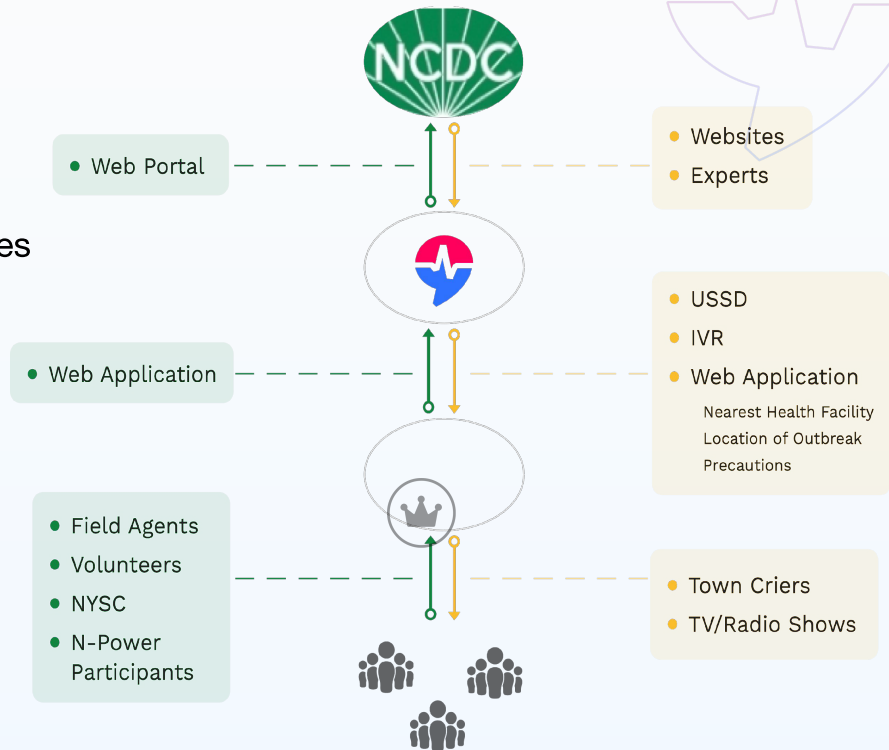 NCDC
Web Portal
Websites
Experts
es
USSD
IVR
Web Application
Web Application
Nearest Health Facility
Location of Outbreak
Precautions
Field Agents
Volunteers
NYSC
N-Power
Participants
Town Criers
TV/Radio Shows